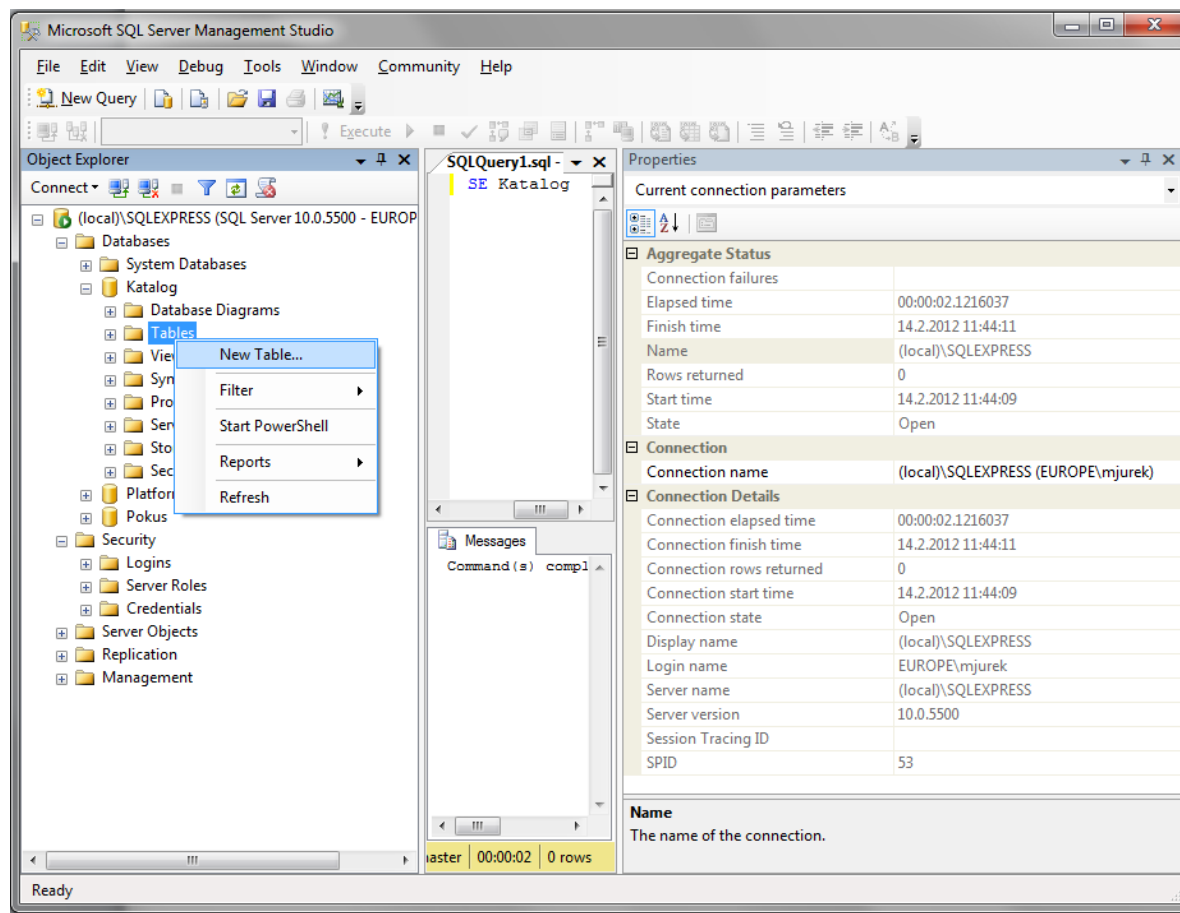 Microsoft SQL Server Management Studio
File Edit View Debug Tools Window Community Help
New Query
Execute
Object Explorer
Connect
(local)\SQLEXPRESS (SQL Server 10.0.5500 - EUROP
Databases
System Databases
Katalog
Database Diagrams
Tables
Vie
Syn
Pro
Ser
Sto
Sec
Platfor
Pokus
Security
Logins
Server Roles
Credentials
Server Objects
Replication
Management
New Table...
Filter
Start PowerShell
Reports
Refresh
SQLQuery1.sql -
SE Katalog
Messages
Command(s) compl
aster 00:00:02 0 rows
Properties
Current connection parameters
Aggregate Status
Connection failures
Elapsed time 00:00:02.1216037
Finish time 14.2.2012 11:44:11
Name (local)\SQLEXPRESS
Rows returned 0
Start time 14.2.2012 11:44:09
State Open
Connection
Connection name (local)\SQLEXPRESS (EUROPE\mjurek)
Connection Details
Connection elapsed time 00:00:02.1216037
Connection finish time 14.2.2012 11:44:11
Connection rows returned 0
Connection start time 14.2.2012 11:44:09
Connection state Open
Display name (local)\SQLEXPRESS
Login name EUROPE\mjurek
Server name (local)\SQLEXPRESS
Server version 10.0.5500
Session Tracing ID
SPID 53
Name
The name of the connection.
Ready